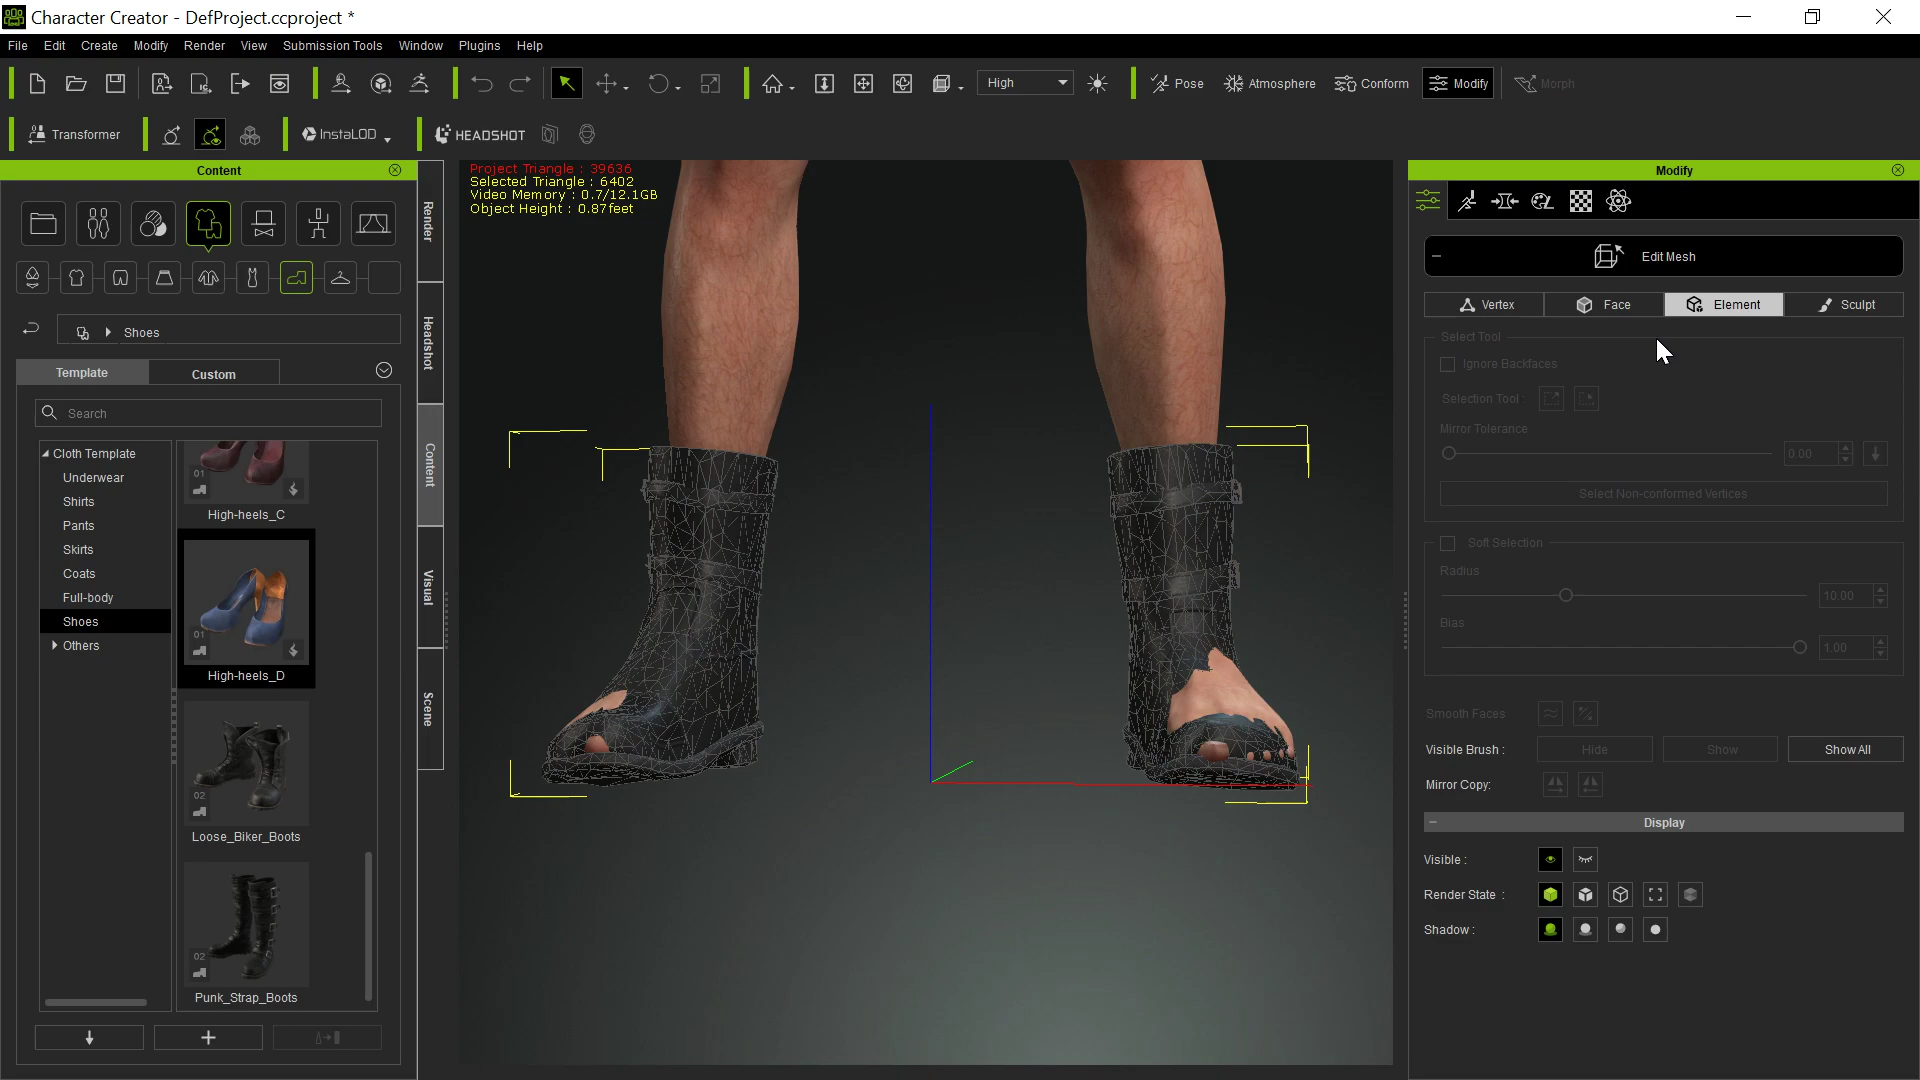 Character Creator - DefProject.ccproject *
File Edit Create Modify Render View Submission Tools Window Plugins Help
High Pose Atmosphere Conform Modify Morph
Transformer InstaLOD HEADSHOT
Content
Render
Headshot
Content
Visual
Scene
Shoes
Template Custom
Search
Cloth Template
Underwear
Shirts
Pants
Skirts
Coats
Full-body
Shoes
Others
01
High-heels_C
01
High-heels_D
02
Loose_Biker_Boots
02
Punk_Strap_Boots
Project Triangle : 39636
Selected Triangle : 6402
Video Memory : 0.7/12.1GB
Object Height : 0.87feet
Modify
Edit Mesh
Vertex Face Element Sculpt
Select Tool
Ignore Backfaces
Selection Tool :
Mirror Tolerance
0.00
Select Non-conformed Vertices
Soft Selection
Radius
10.00
Bias
1.00
Smooth Faces
Visible Brush : Hide Show Show All
Mirror Copy:
Display
Visible :
Render State :
Shadow :